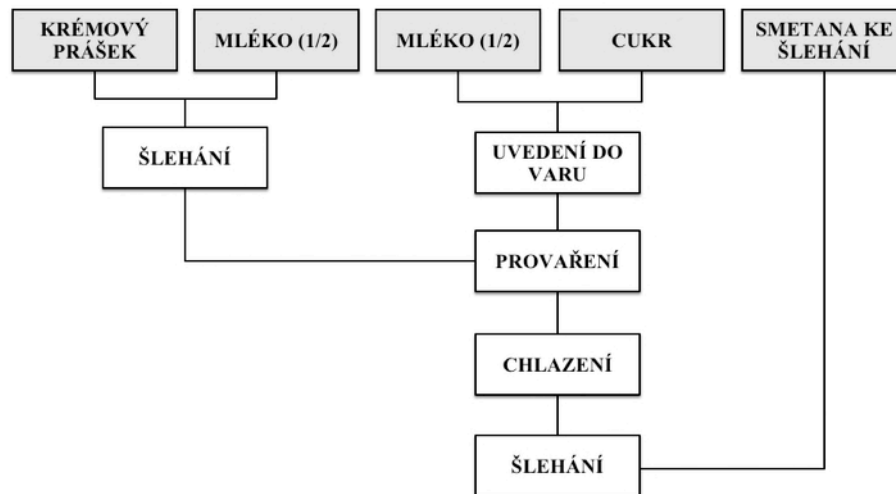 KRÉMOVÝ
PRÁŠEK
MLÉKO (1/2)
MLÉKO (1/2)
CUKR
SMETANA KE
ŠLEHÁNÍ
ŠLEHÁNÍ
UVEDENÍ DO
VARU
PROVAŘENÍ
CHLAZENÍ
ŠLEHÁNÍ